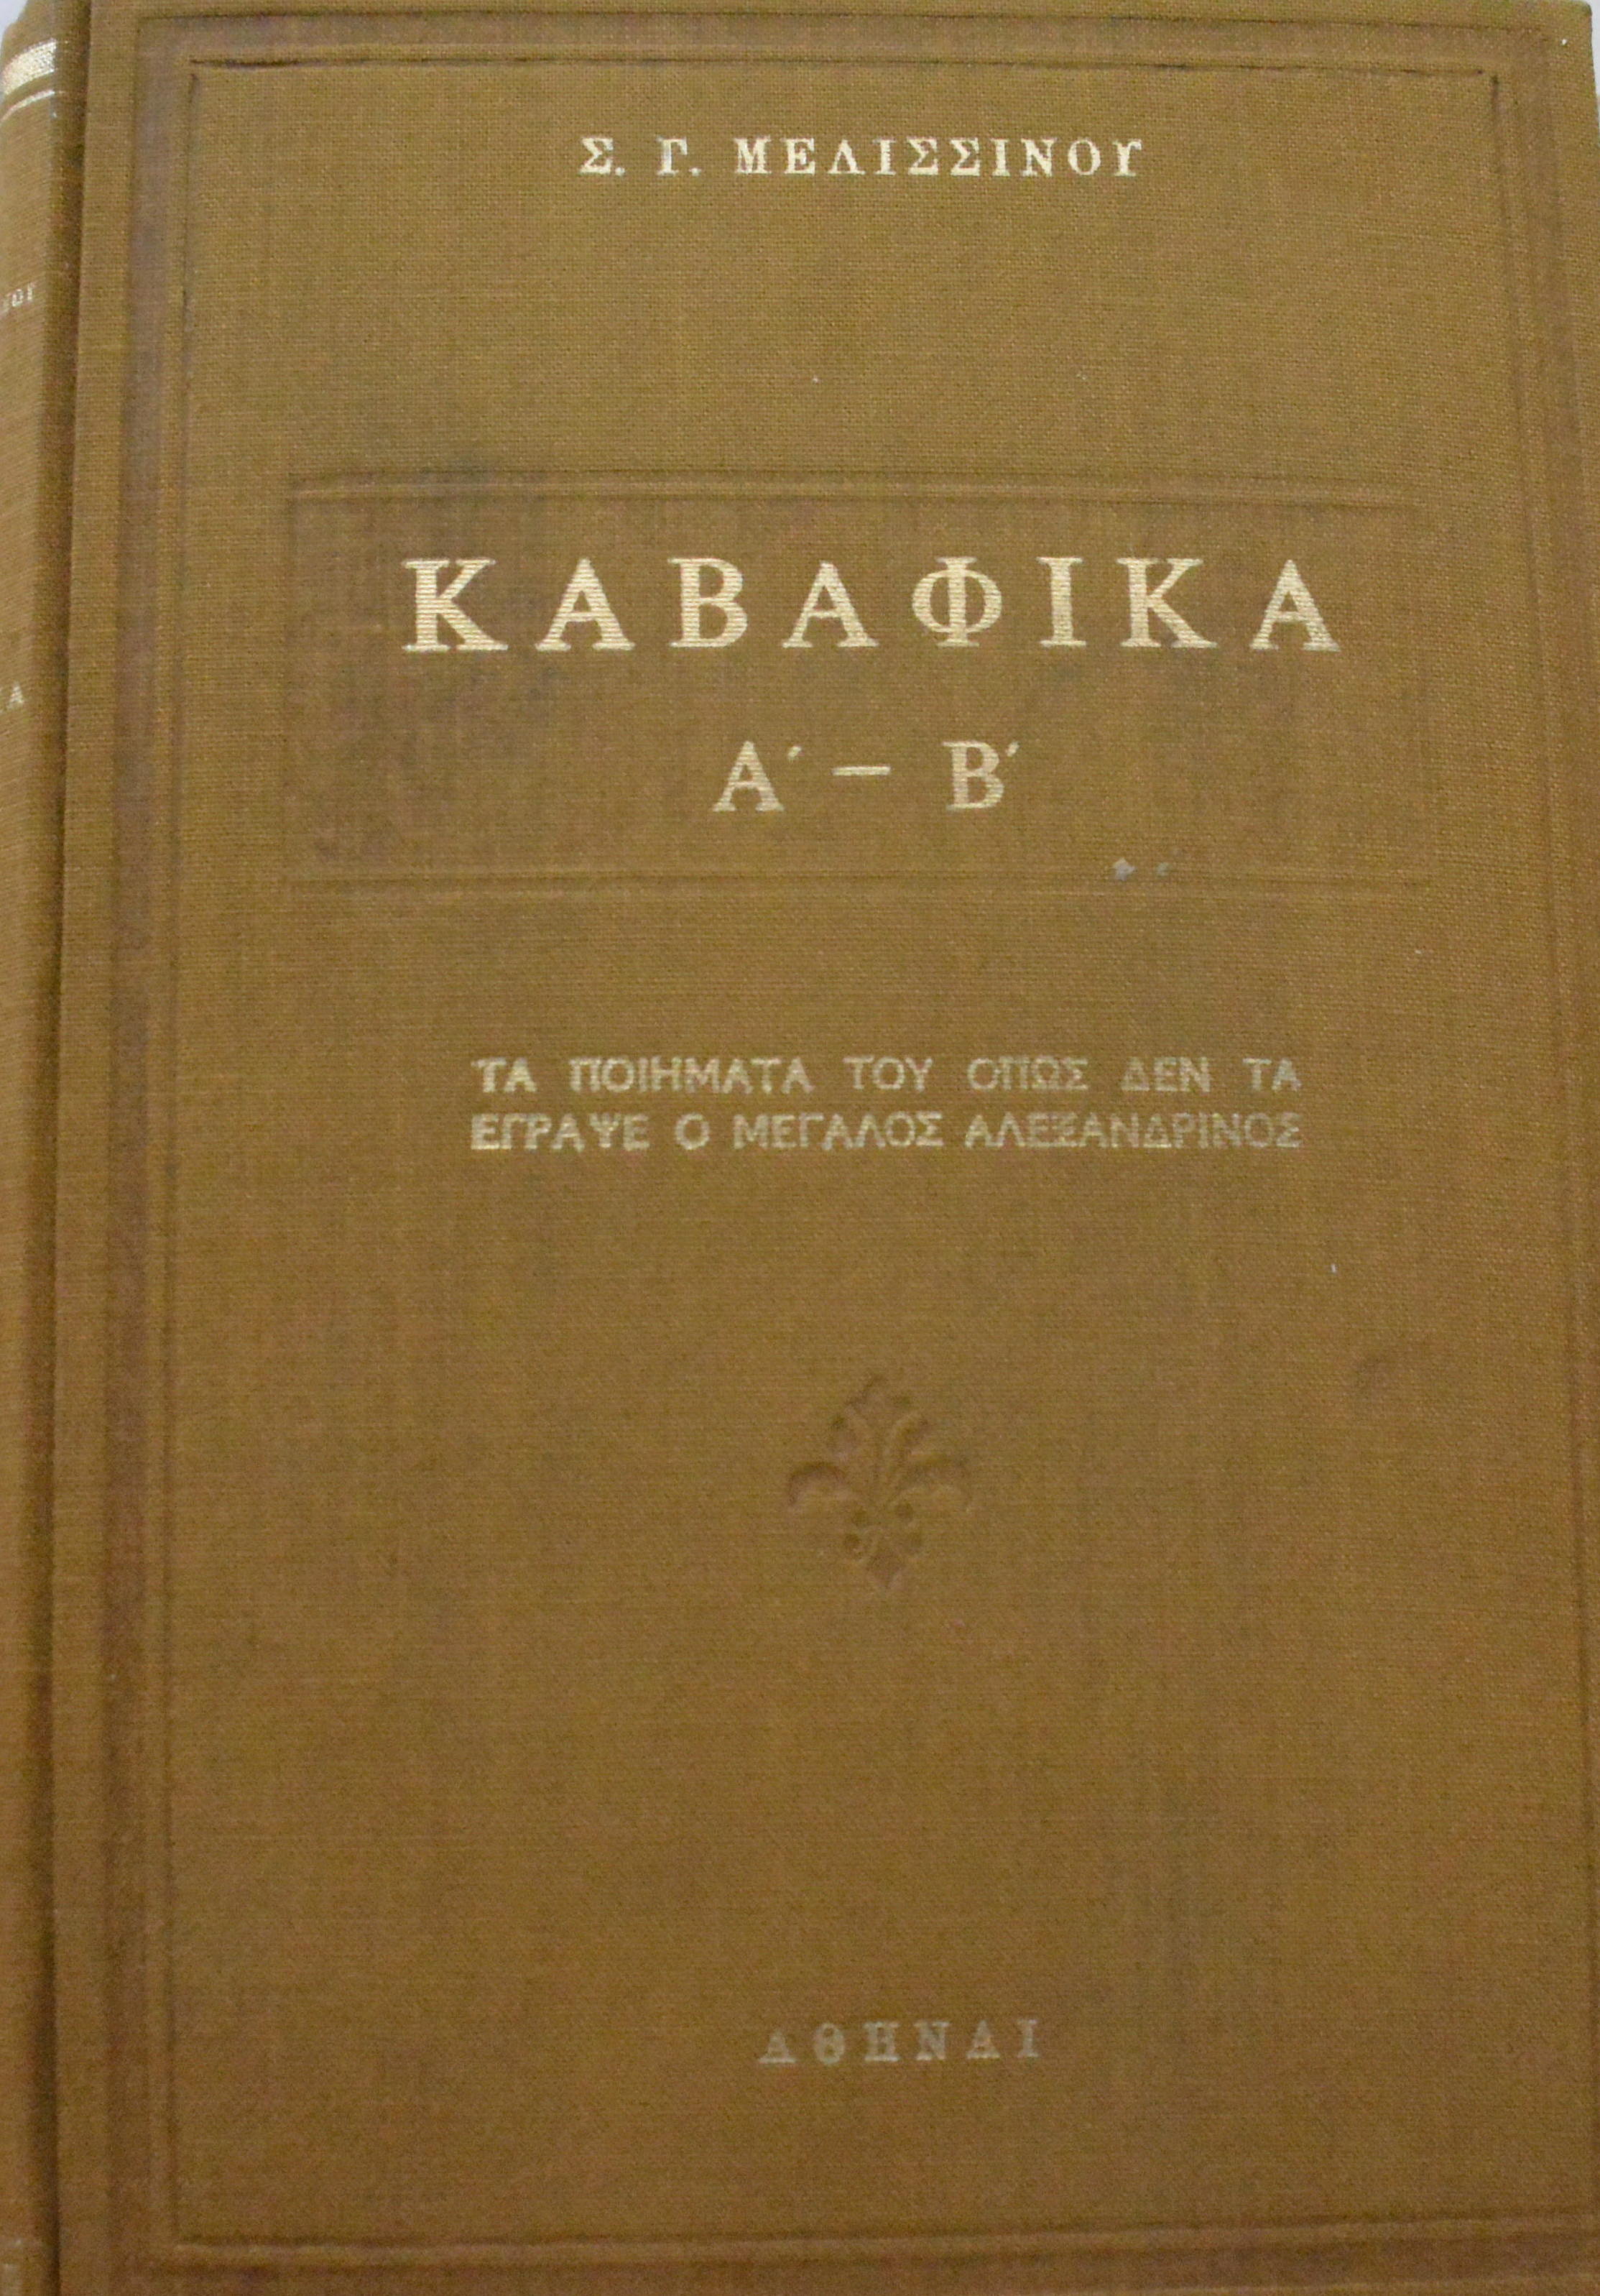 Σ. Γ. ΜΕΛΙΣΣΙΝΟΥ
ΚΑΒΑΦΙΚΑ
Α΄ – Β΄
ΤΑ ΠΟΙΗΜΑΤΑ ΤΟΥ ΟΠΩΣ ΔΕΝ ΤΑ
ΕΓΡΑΨΕ Ο ΜΕΓΑΛΟΣ ΑΛΕΞΑΝΔΡΙΝΟΣ
ΑΘΗΝΑΙ